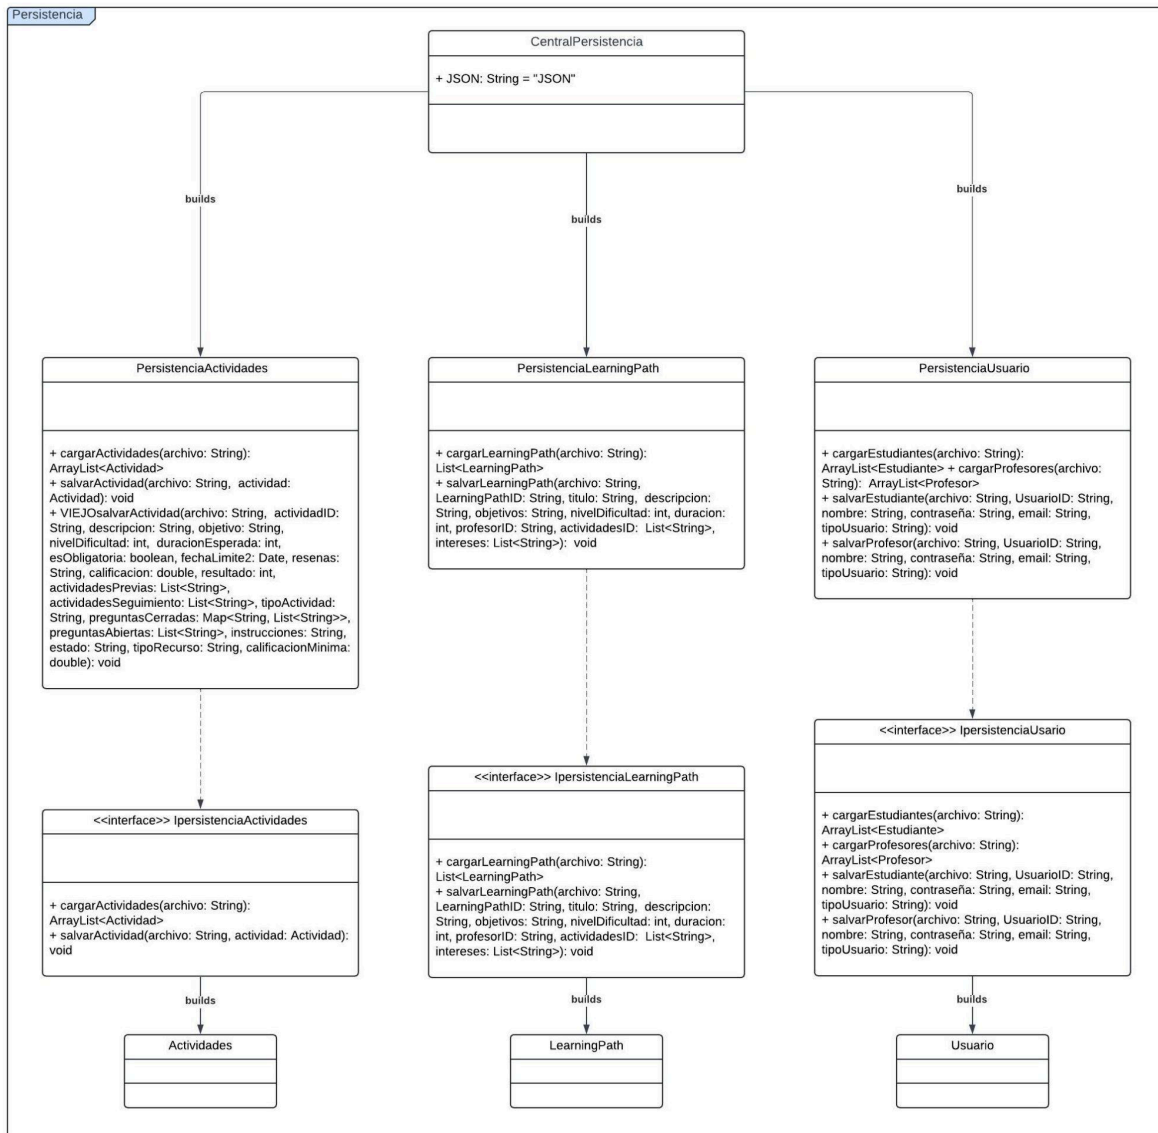 Persistencia
CentralPersistencia
+ JSON: String = "JSON"
builds
builds
builds
PersistenciaActividades
+ cargarActividades(archivo: String):
ArrayList<Actividad>
+ salvarActividad(archivo: String, actividad:
Actividad): void
+ VIEJOsalvarActividad(archivo: String, actividadID:
String, descripcion: String, objetivo: String,
nivelDificultad: int, duracionEsperada: int,
esObligatoria: boolean, fechaLimite2: Date, resenas:
String, calificacion: double, resultado: int,
actividadesPrevias: List<String>,
actividadesSeguimiento: List<String>, tipoActividad:
String, preguntasCerradas: Map<String, List<String>>,
preguntasAbiertas: List<String>, instrucciones: String,
estado: String, tipoRecurso: String, calificacionMinima:
double): void
PersistenciaLearningPath
+ cargarLearningPath(archivo: String):
List<LearningPath>
+ salvarLearningPath(archivo: String,
LearningPathID: String, titulo: String, descripcion:
String, objetivos: String, nivelDificultad: int, duracion:
int, profesorID: String, actividadesID: List<String>,
intereses: List<String>): void
PersistenciaUsuario
+ cargarEstudiantes(archivo: String):
ArrayList<Estudiante> + cargarProfesores(archivo:
String): ArrayList<Profesor>
+ salvarEstudiante(archivo: String, UsuarioID: String,
nombre: String, contraseña: String, email: String,
tipoUsuario: String): void
+ salvarProfesor(archivo: String, UsuarioID: String,
nombre: String, contraseña: String, email: String,
tipoUsuario: String): void
<<interface>> IpersistenciaActividades
+ cargarActividades(archivo: String):
ArrayList<Actividad>
+ salvarActividad(archivo: String, actividad: Actividad):
void
<<interface>> IpersistenciaLearningPath
+ cargarLearningPath(archivo: String):
List<LearningPath>
+ salvarLearningPath(archivo: String,
LearningPathID: String, titulo: String, descripcion:
String, objetivos: String, nivelDificultad: int, duracion:
int, profesorID: String, actividadesID: List<String>,
intereses: List<String>): void
<<interface>> IpersistenciaUsario
+ cargarEstudiantes(archivo: String):
ArrayList<Estudiante>
+ cargarProfesores(archivo: String):
ArrayList<Profesor>
+ salvarEstudiante(archivo: String, UsuarioID: String,
nombre: String, contraseña: String, email: String,
tipoUsuario: String): void
+ salvarProfesor(archivo: String, UsuarioID: String,
nombre: String, contraseña: String, email: String,
tipoUsuario: String): void
builds
builds
builds
Actividades
LearningPath
Usuario